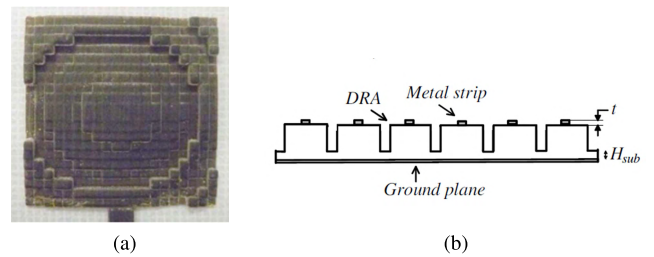 DRA
Metal strip
t
H_sub
Ground plane
(a)
(b)